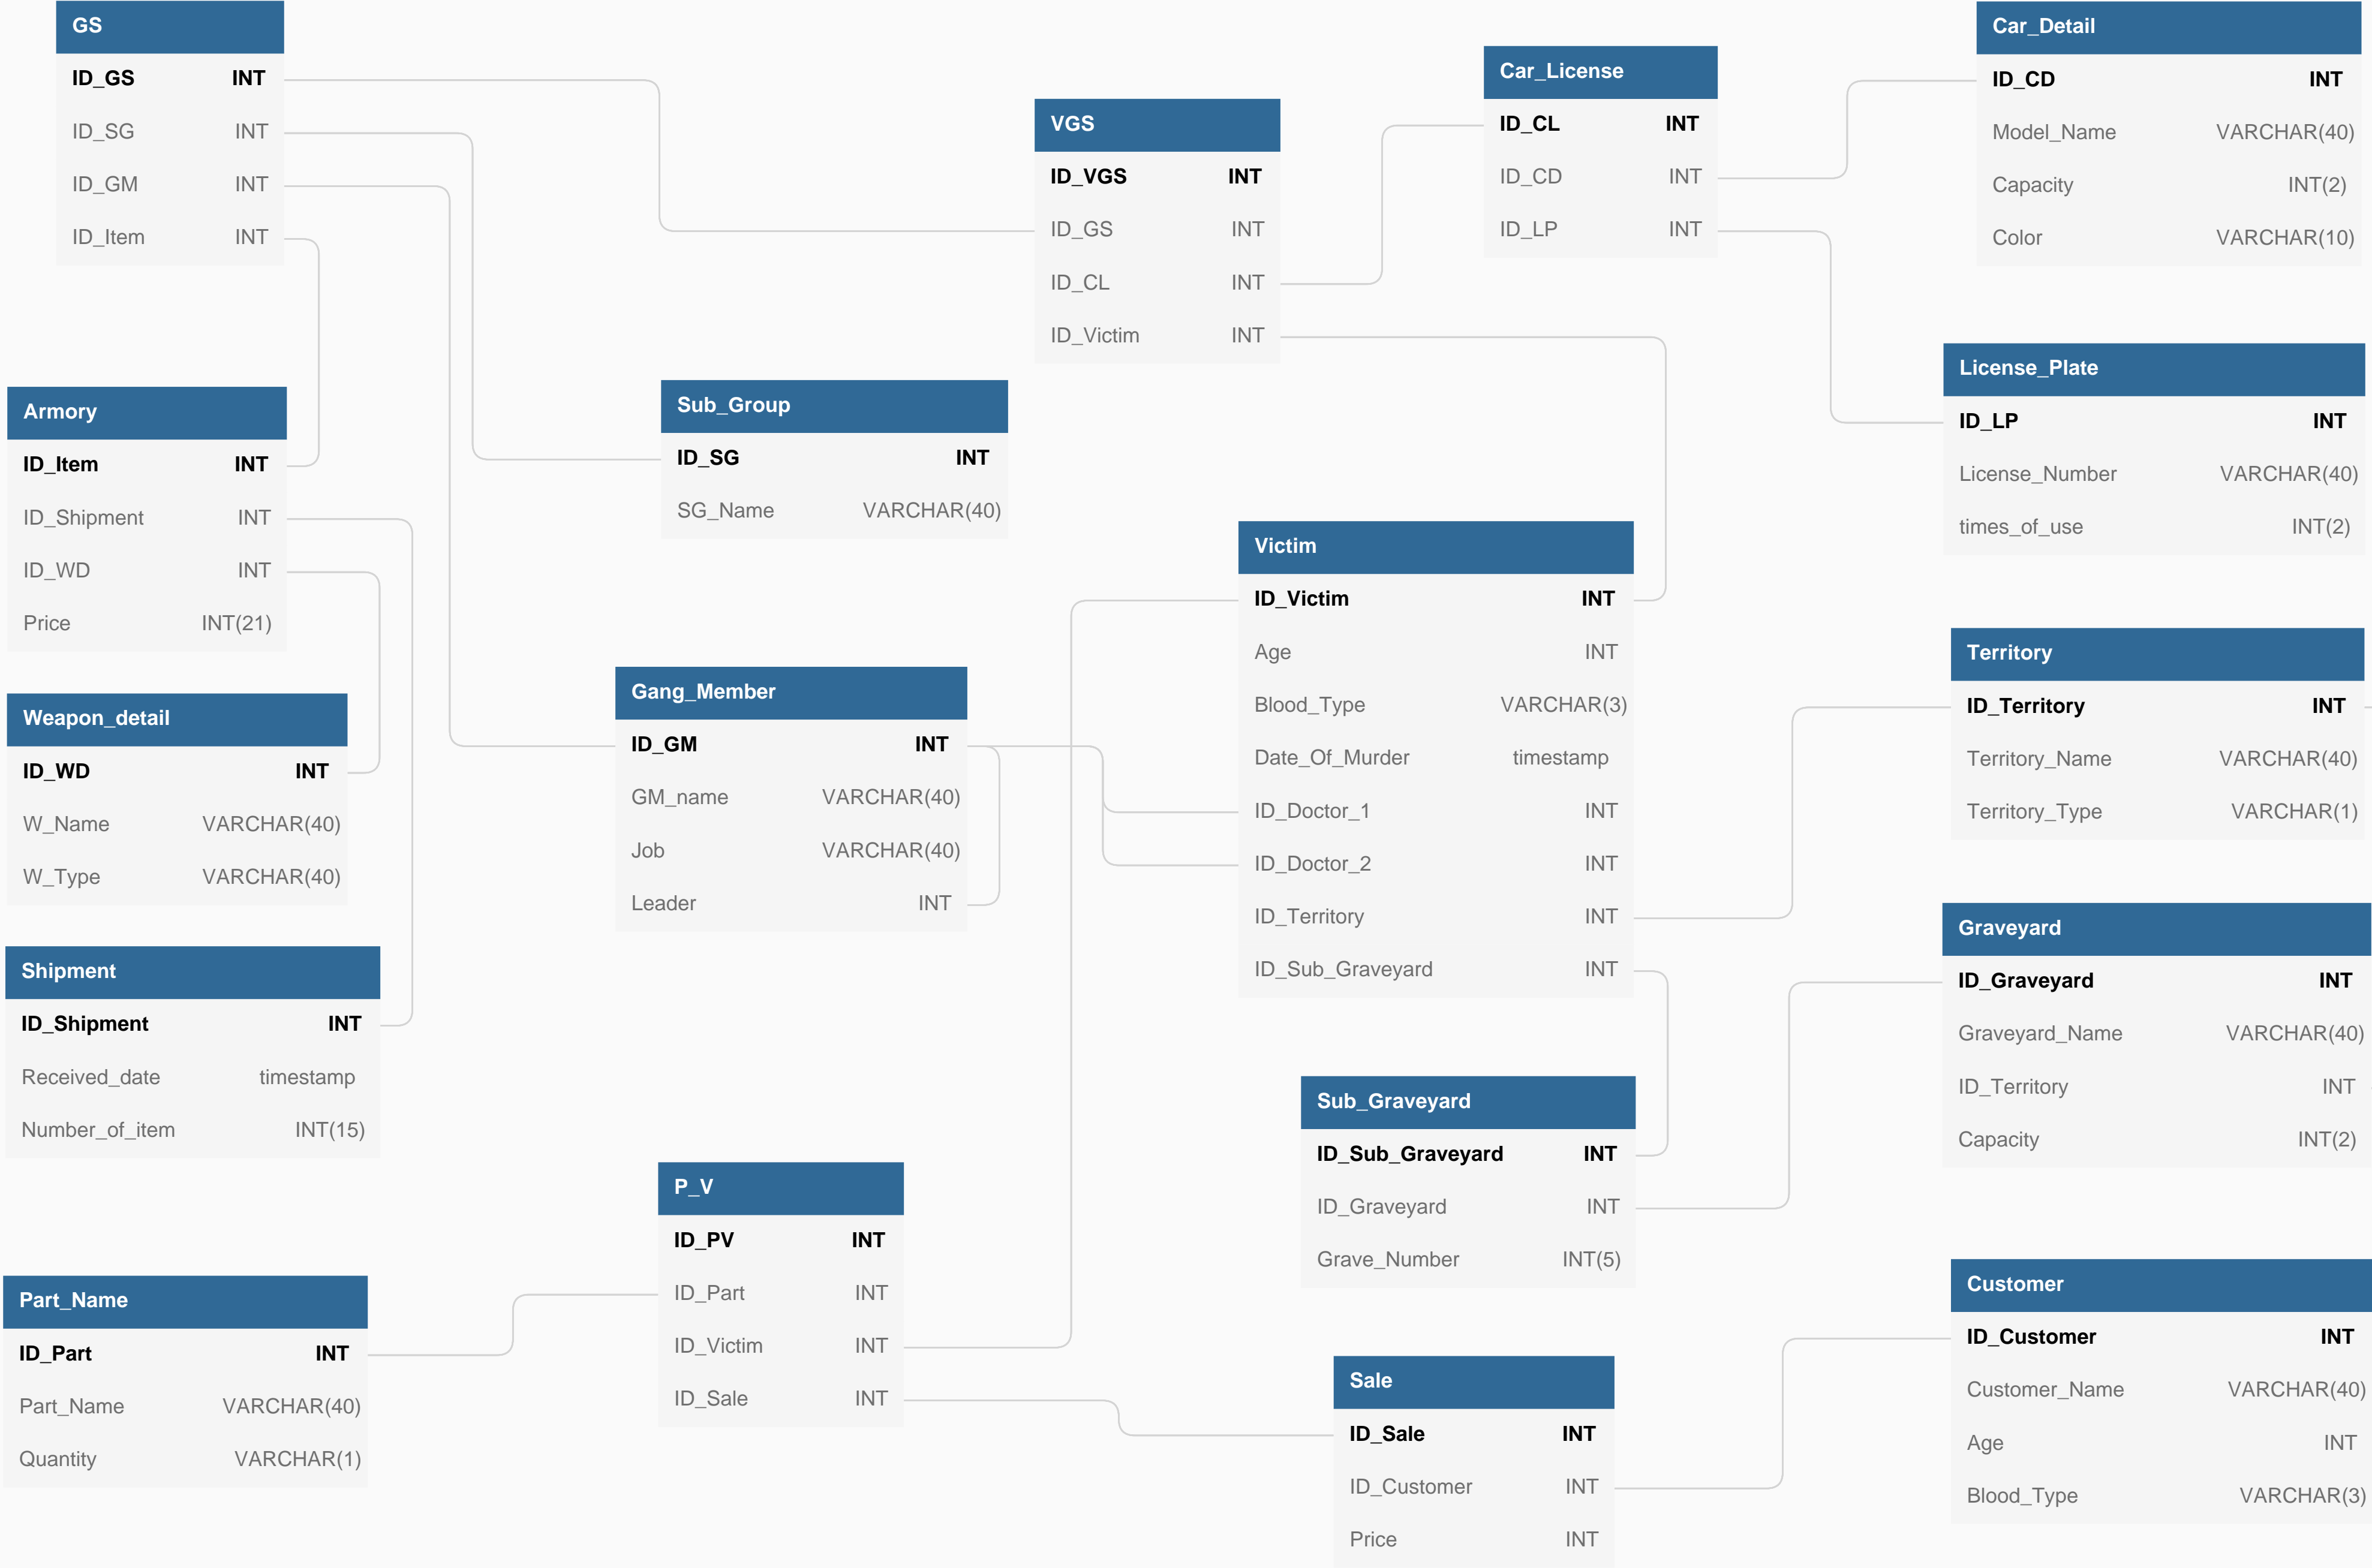 GS
ID_GS INT
ID_SG INT
ID_GM INT
ID_Item INT
Armory
ID_Item INT
ID_Shipment INT
ID_WD INT
Price INT(21)
Weapon_detail
ID_WD INT
W_Name VARCHAR(40)
W_Type VARCHAR(40)
Shipment
ID_Shipment INT
Received_date timestamp
Number_of_item INT(15)
Part_Name
ID_Part INT
Part_Name VARCHAR(40)
Quantity VARCHAR(1)
Sub_Group
ID_SG INT
SG_Name VARCHAR(40)
Gang_Member
ID_GM INT
GM_name VARCHAR(40)
Job VARCHAR(40)
Leader INT
P_V
ID_PV INT
ID_Part INT
ID_Victim INT
ID_Sale INT
VGS
ID_VGS INT
ID_GS INT
ID_CL INT
ID_Victim INT
Victim
ID_Victim INT
Age INT
Blood_Type VARCHAR(3)
Date_Of_Murder timestamp
ID_Doctor_1 INT
ID_Doctor_2 INT
ID_Territory INT
ID_Sub_Graveyard INT
Sub_Graveyard
ID_Sub_Graveyard INT
ID_Graveyard INT
Grave_Number INT(5)
Sale
ID_Sale INT
ID_Customer INT
Price INT
Car_License
ID_CL INT
ID_CD INT
ID_LP INT
Car_Detail
ID_CD INT
Model_Name VARCHAR(40)
Capacity INT(2)
Color VARCHAR(10)
License_Plate
ID_LP INT
License_Number VARCHAR(40)
times_of_use INT(2)
Territory
ID_Territory INT
Territory_Name VARCHAR(40)
Territory_Type VARCHAR(1)
Graveyard
ID_Graveyard INT
Graveyard_Name VARCHAR(40)
ID_Territory INT
Capacity INT(2)
Customer
ID_Customer INT
Customer_Name VARCHAR(40)
Age INT
Blood_Type VARCHAR(3)